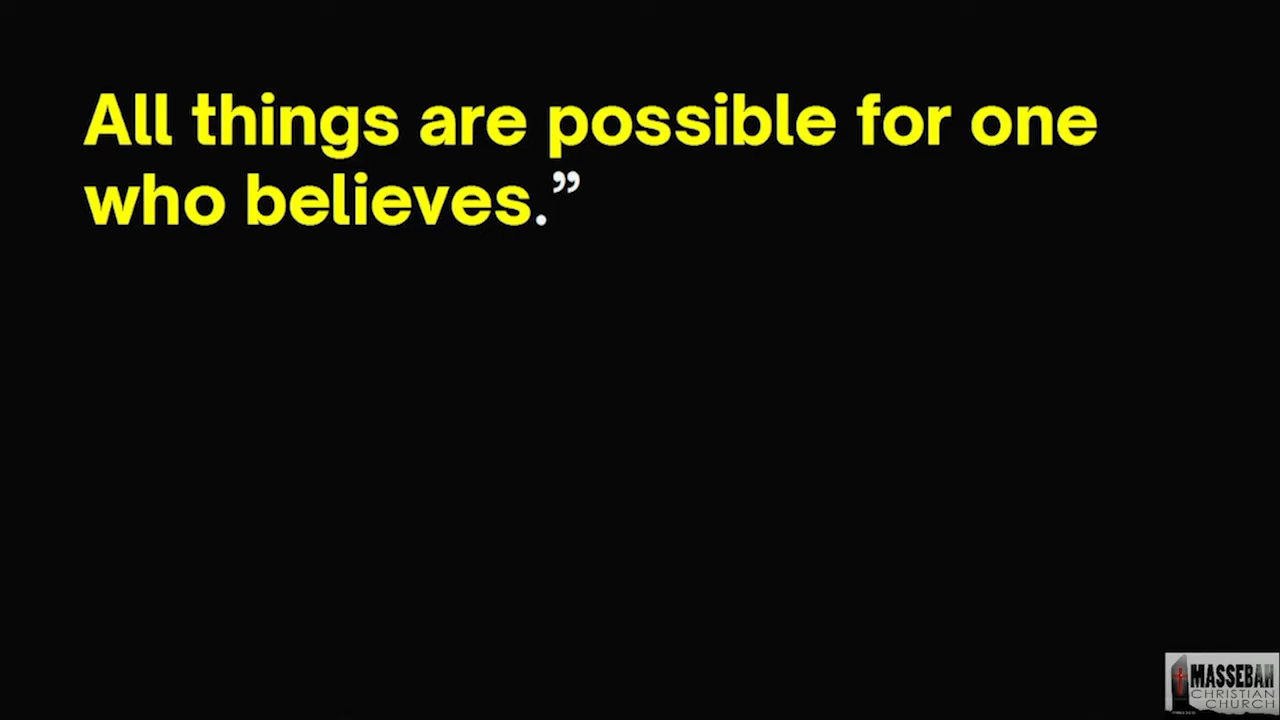 All things are possible for one
who believes.”
MASSEBAH
CHRISTIAN
CHURCH